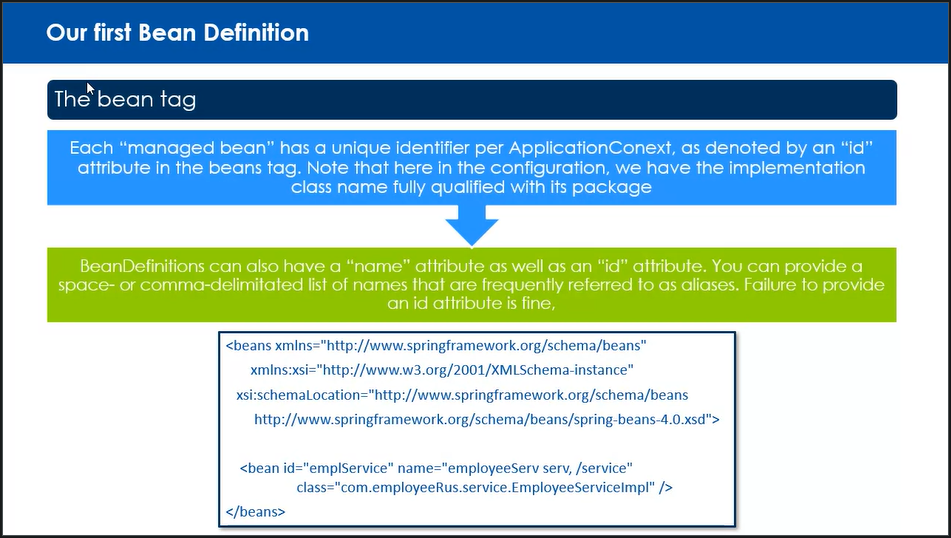 Our first Bean Definition
The bean tag
Each “managed bean” has a unique identifier per ApplicationConext, as denoted by an “id”
attribute in the beans tag. Note that here in the configuration, we have the implementation
class name fully qualified with its package
BeanDefinitions can also have a “name” attribute as well as an “id” attribute. You can provide a
space- or comma-delimitated list of names that are frequently referred to as aliases. Failure to provide
an id attribute is fine,
<beans xmlns="http://www.springframework.org/schema/beans"
xmlns:xsi="http://www.w3.org/2001/XMLSchema-instance"
xsi:schemaLocation="http://www.springframework.org/schema/beans
http://www.springframework.org/schema/beans/spring-beans-4.0.xsd">
<bean id="emplService" name="employeeServ serv, /service"
class="com.employeeRus.service.EmployeeServiceImpl" />
</beans>